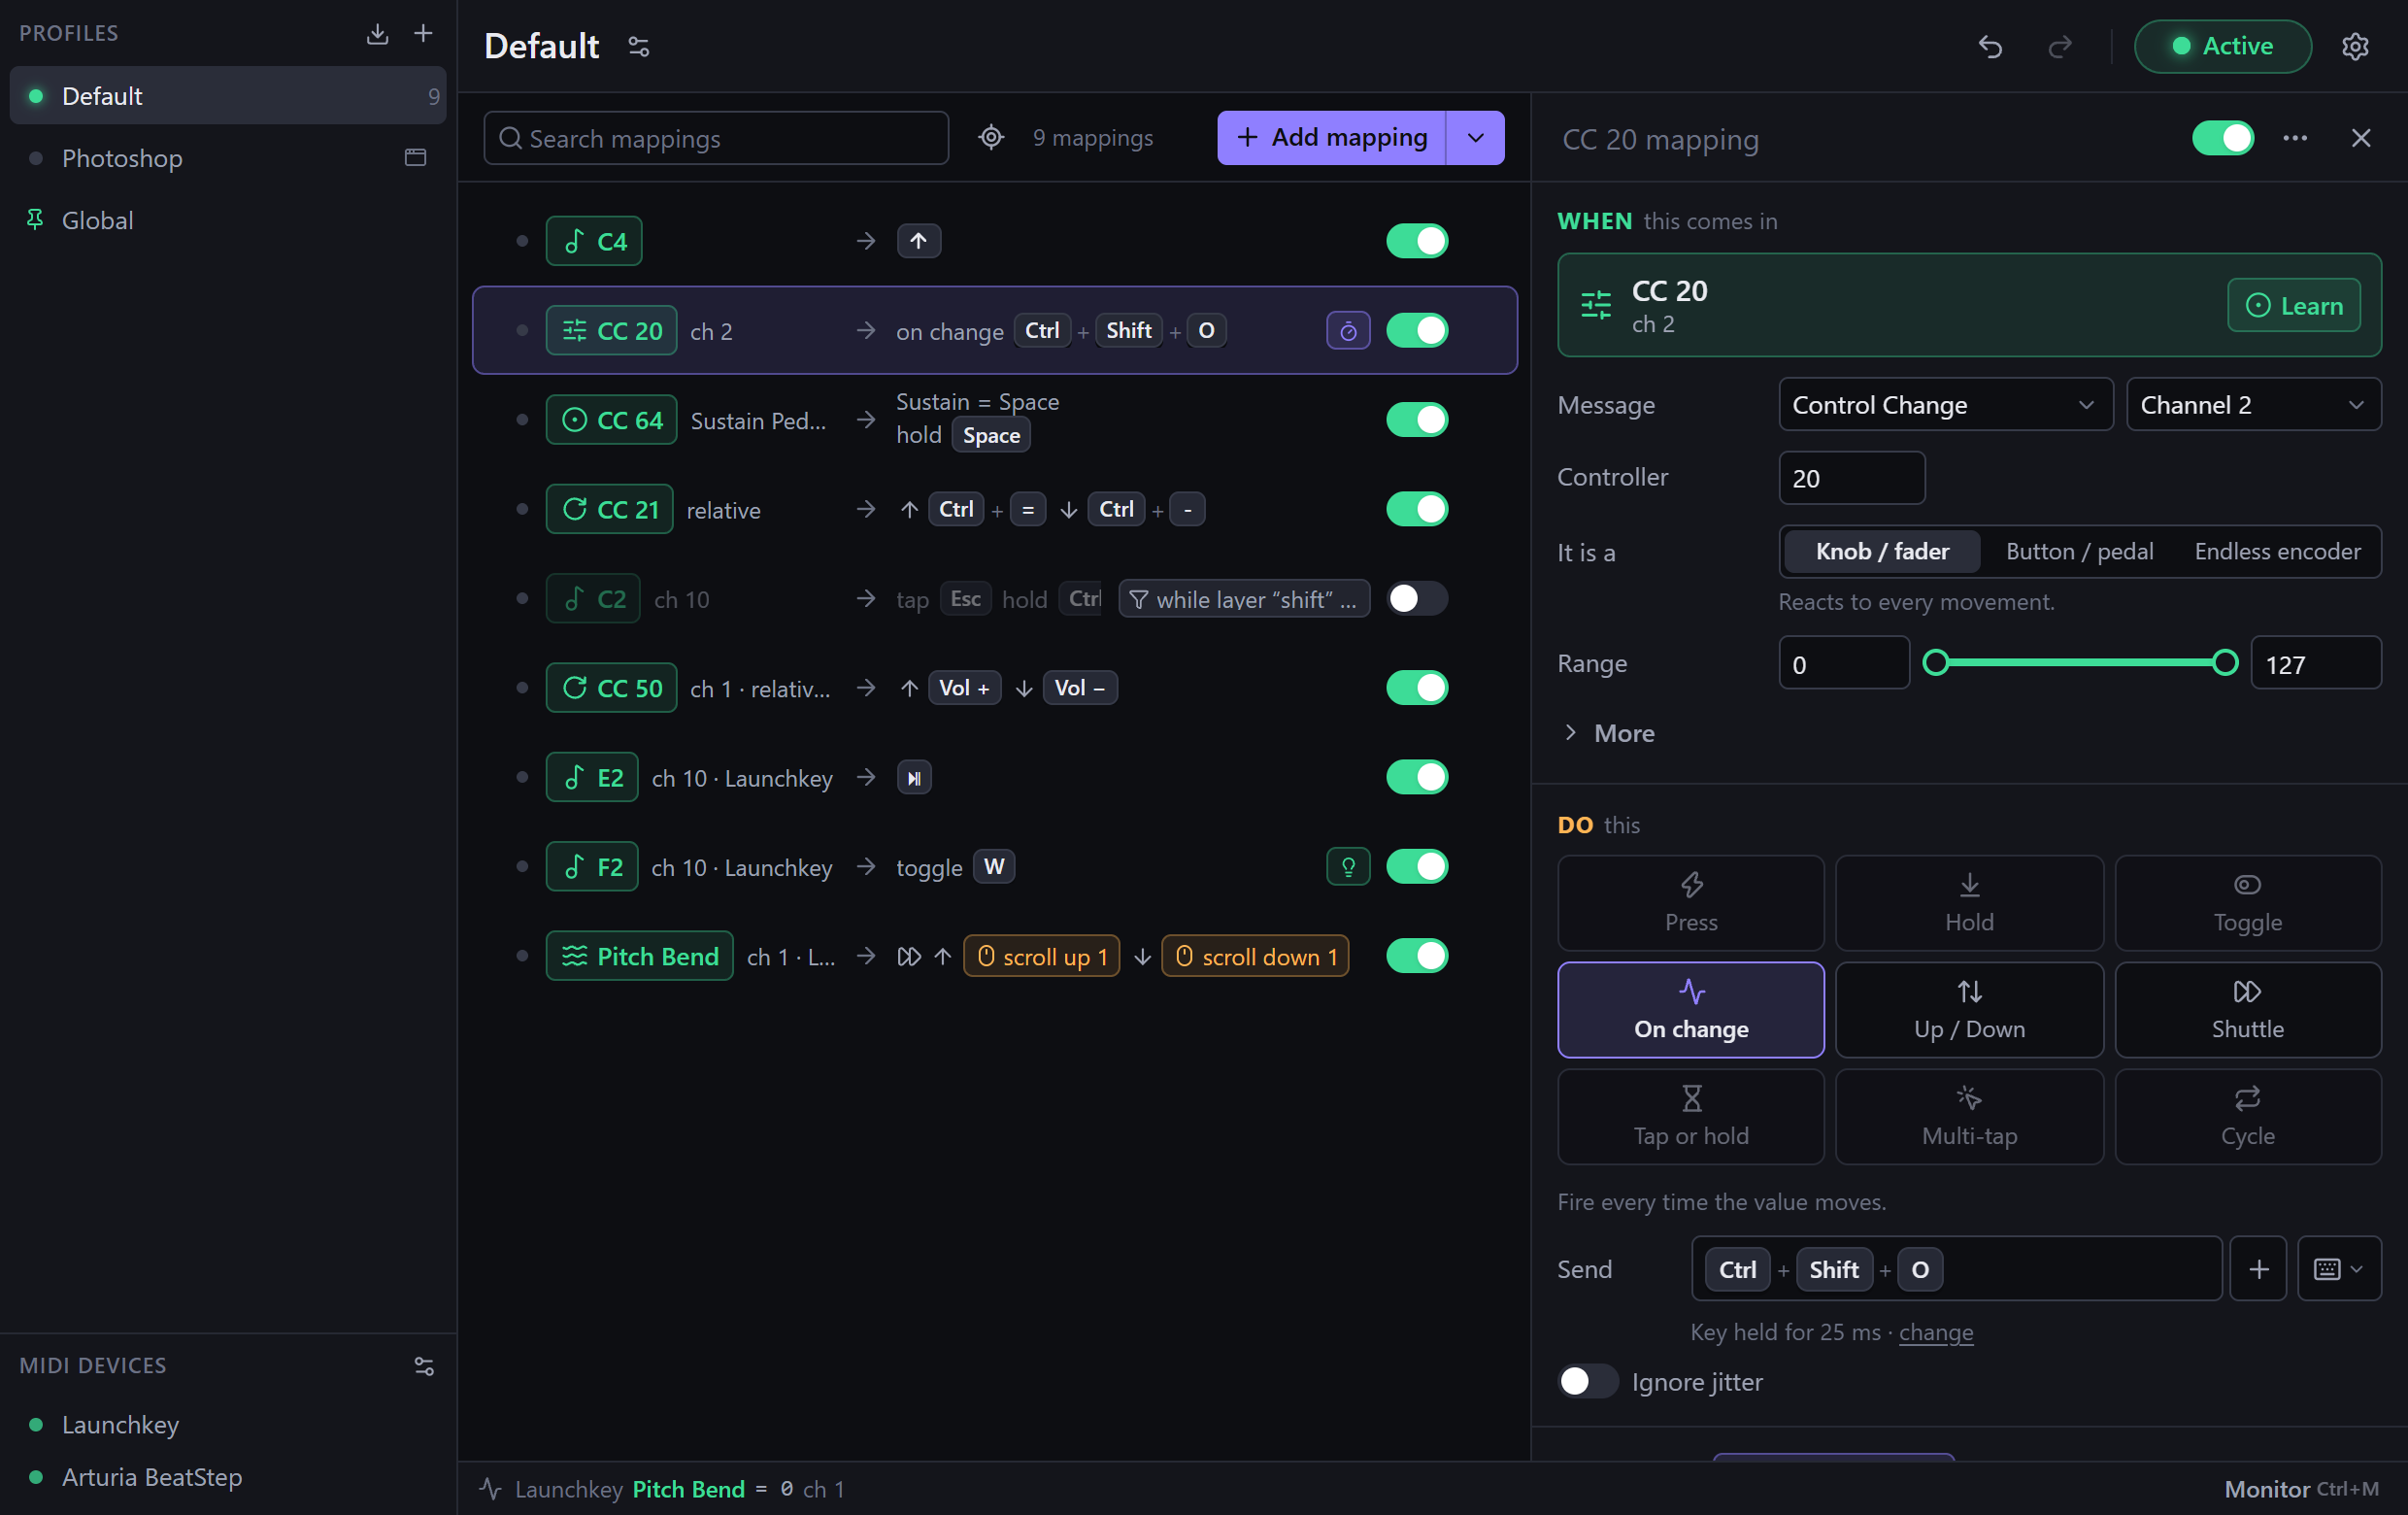 PROFILES
Default 9
Photoshop
Global
MIDI DEVICES
Launchkey
Arturia BeatStep
Default
Active
Search mappings
9 mappings
Add mapping
C4
CC 20 ch 2 on change Ctrl + Shift + O
CC 64 Sustain Ped... Sustain = Space
hold Space
CC 21 relative Ctrl + = Ctrl + -
C2 ch 10 tap Esc hold Ctrl while layer “shift” ...
CC 50 ch 1 · relativ... Vol + Vol –
E2 ch 10 · Launchkey
F2 ch 10 · Launchkey toggle W
Pitch Bend ch 1 · L... scroll up 1 scroll down 1
CC 20 mapping
WHEN this comes in
CC 20
ch 2
Learn
Message Control Change Channel 2
Controller 20
It is a Knob / fader Button / pedal Endless encoder
Reacts to every movement.
Range 0 127
More
DO this
Press Hold Toggle
On change Up / Down Shuttle
Tap or hold Multi-tap Cycle
Fire every time the value moves.
Send Ctrl + Shift + O
Key held for 25 ms · change
Ignore jitter
Launchkey Pitch Bend = 0 ch 1
Monitor Ctrl+M